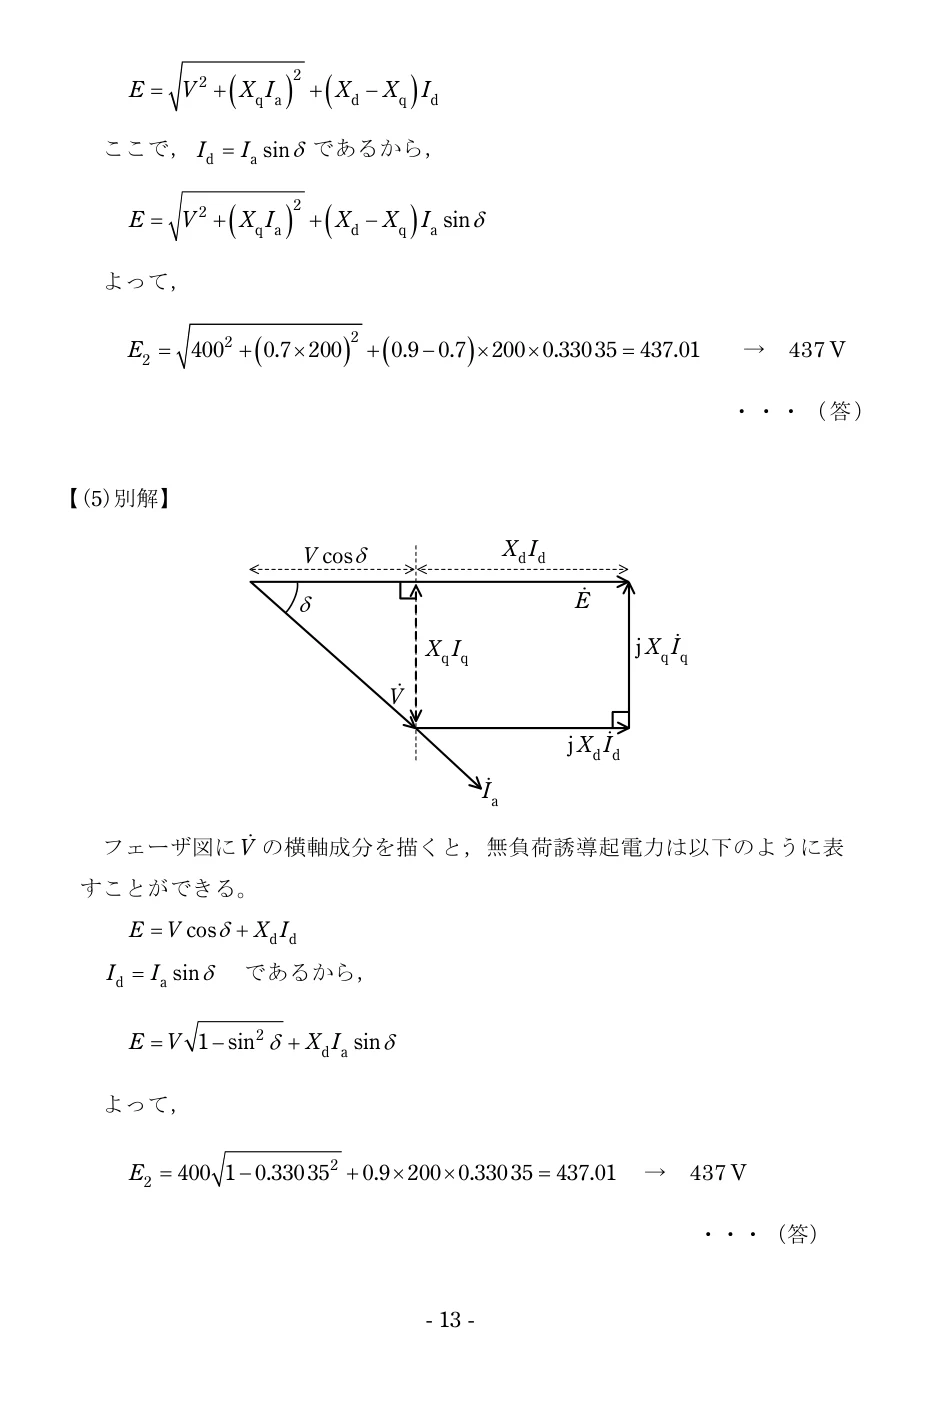 E = √(V² + (X_q I_a)²) + (X_d − X_q) I_d
ここで， I_d = I_a sin δ であるから，
E = √(V² + (X_q I_a)²) + (X_d − X_q) I_a sin δ
よって，
E₂ = √(400² + (0.7×200)²) + (0.9−0.7)×200×0.330 35 = 437.01 → 437 V
・・・（答）
【(5)別解】
V cos δ X_d I_d
δ
Ė
X_q I_q
j X_q İ_q
V̇
j X_d İ_d
İ_a
フェーザ図に V̇ の横軸成分を描くと，無負荷誘導起電力は以下のように表
すことができる。
E = V cos δ + X_d I_d
I_d = I_a sin δ であるから，
E = V√(1 − sin² δ) + X_d I_a sin δ
よって，
E₂ = 400√(1 − 0.330 35²) + 0.9×200×0.330 35 = 437.01 → 437 V
・・・（答）
- 13 -